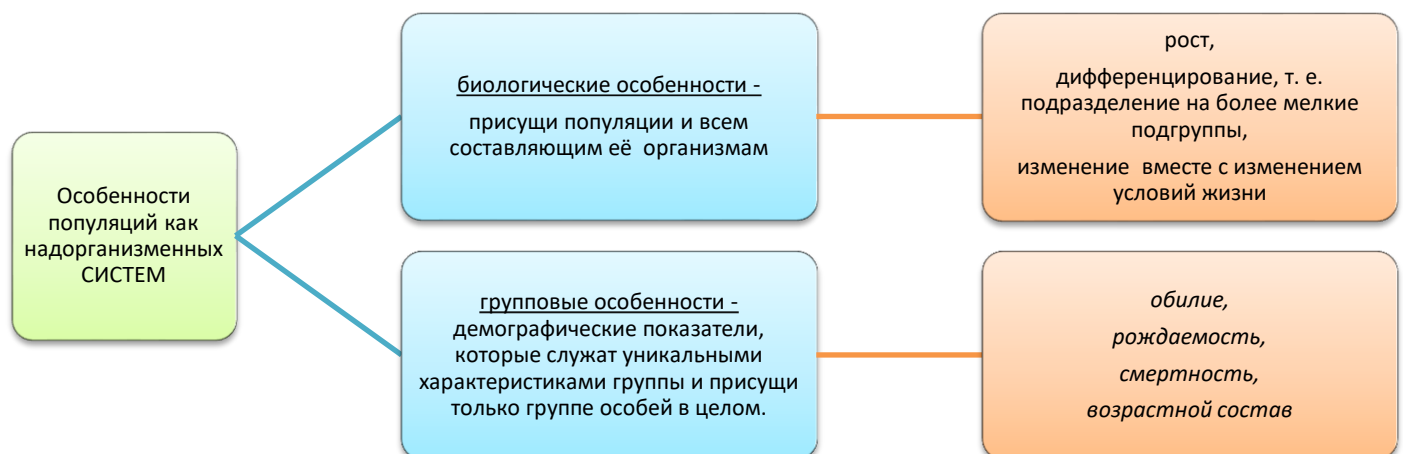 Особенности
популяций как
надорганизменных
СИСТЕМ
биологические особенности -
присущи популяции и всем
составляющим её организмам
рост,
дифференцирование, т. е.
подразделение на более мелкие
подгруппы,
изменение вместе с изменением
условий жизни
групповые особенности -
демографические показатели,
которые служат уникальными
характеристиками группы и присущи
только группе особей в целом.
обилие,
рождаемость,
смертность,
возрастной состав